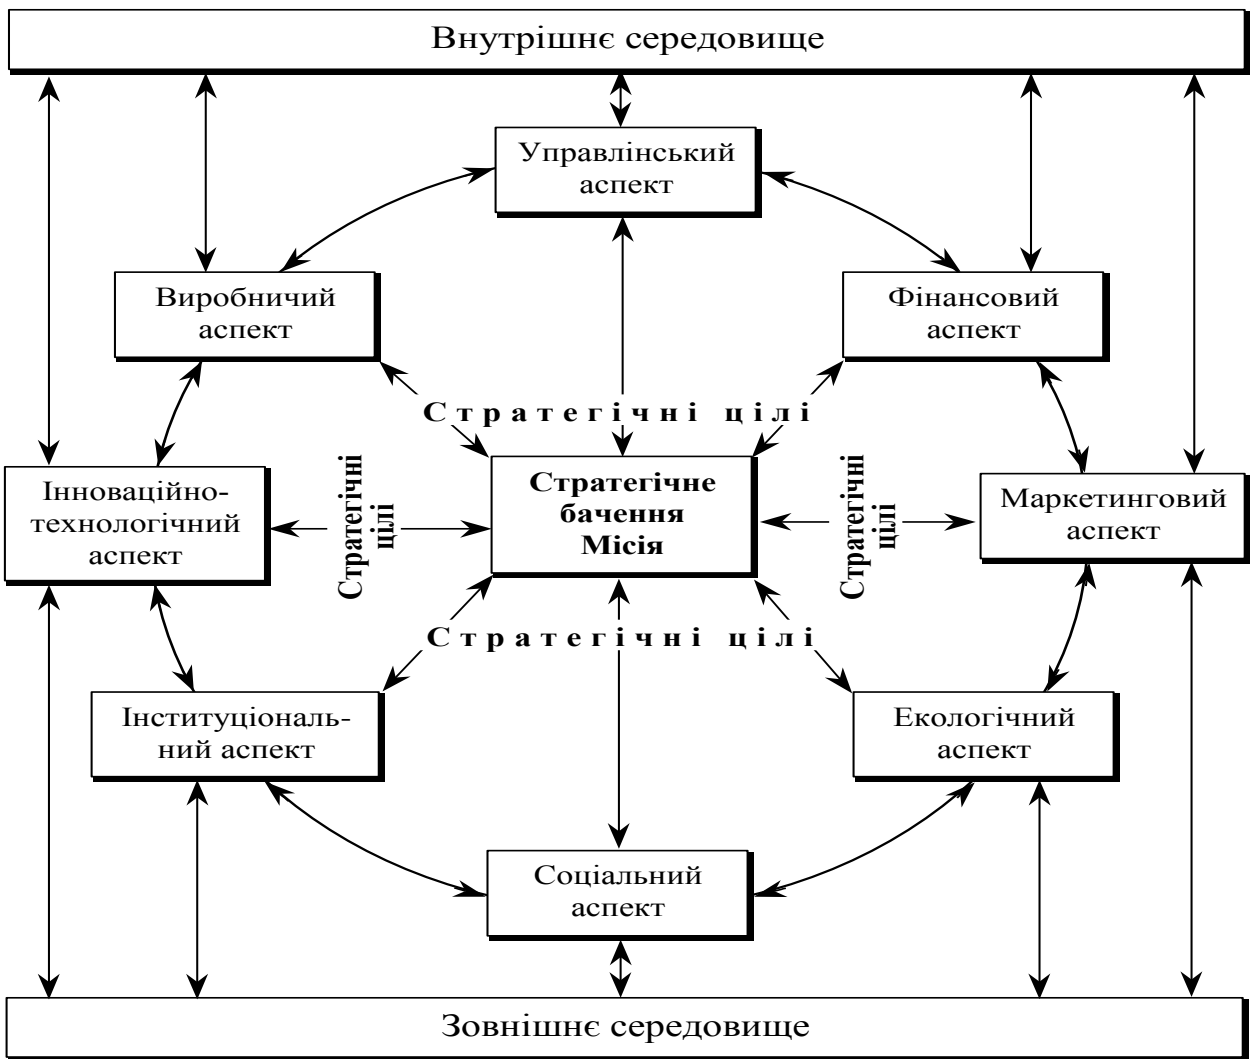 Внутрішнє середовище
Управлінський
аспект
Виробничий
аспект
Фінансовий
аспект
Стратегічні цілі
Інноваційно-
технологічний
аспект
Стратегічні
цілі
Стратегічне
бачення
Місія
Стратегічні
цілі
Маркетинговий
аспект
Стратегічні цілі
Інституціональ-
ний аспект
Екологічний
аспект
Соціальний
аспект
Зовнішнє середовище